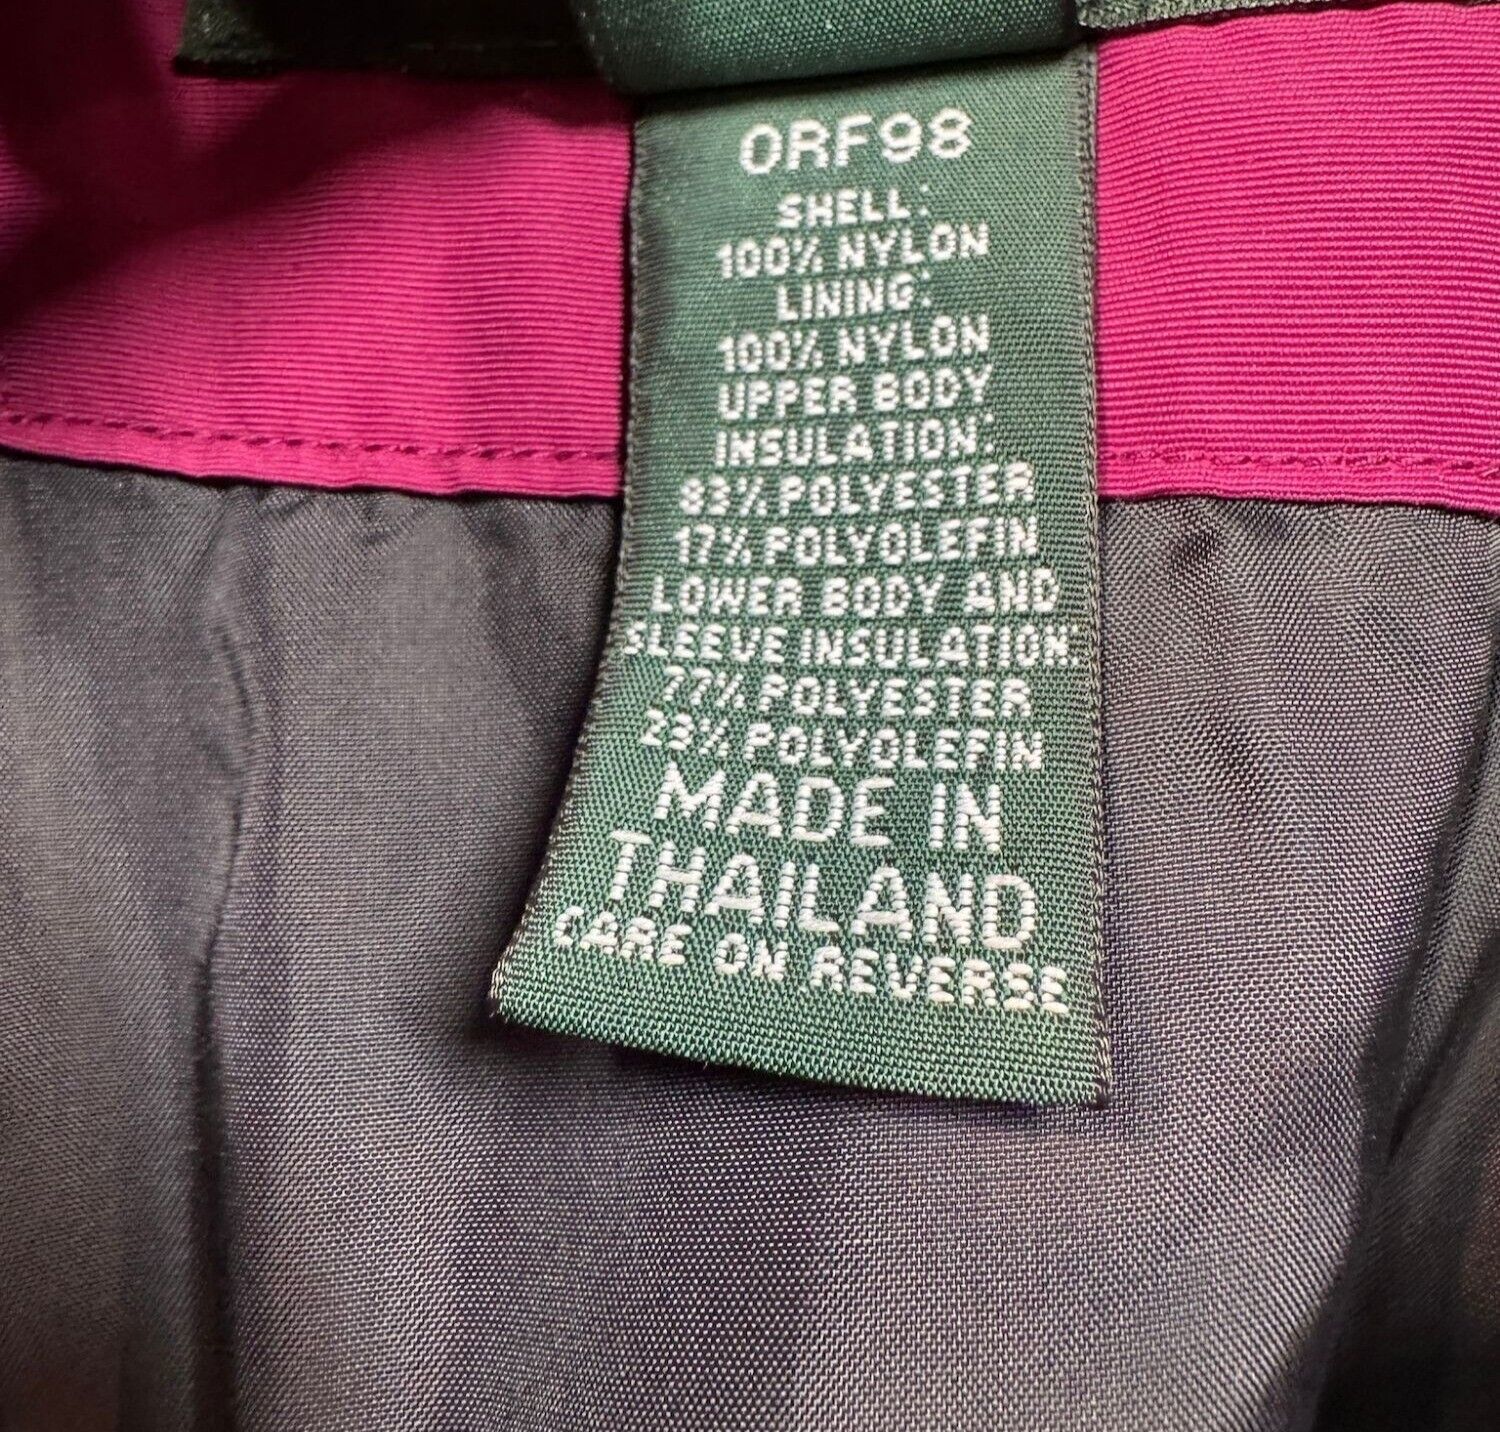 0RF98
SHELL:
100% NYLON
LINING:
100% NYLON
UPPER BODY
INSULATION:
83% POLYESTER
17% POLYOLEFIN
LOWER BODY AND
SLEEVE INSULATION:
77% POLYESTER
23% POLYOLEFIN
MADE IN
THAILAND
CARE ON REVERSE